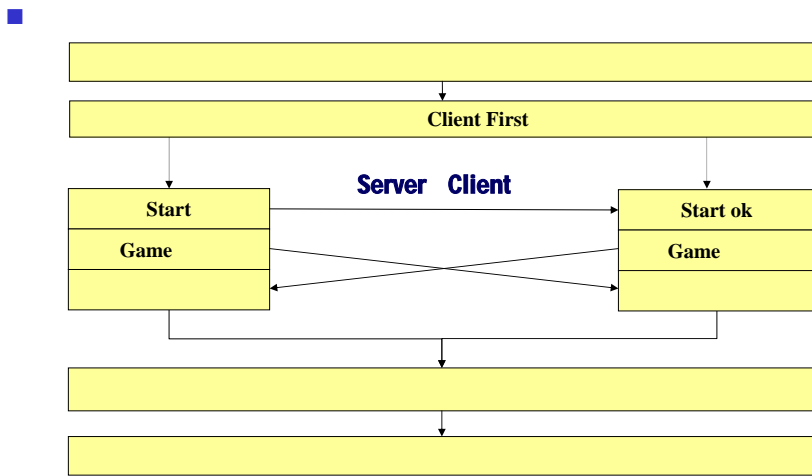 Client First
Server Client
Start
Start ok
Game
Game